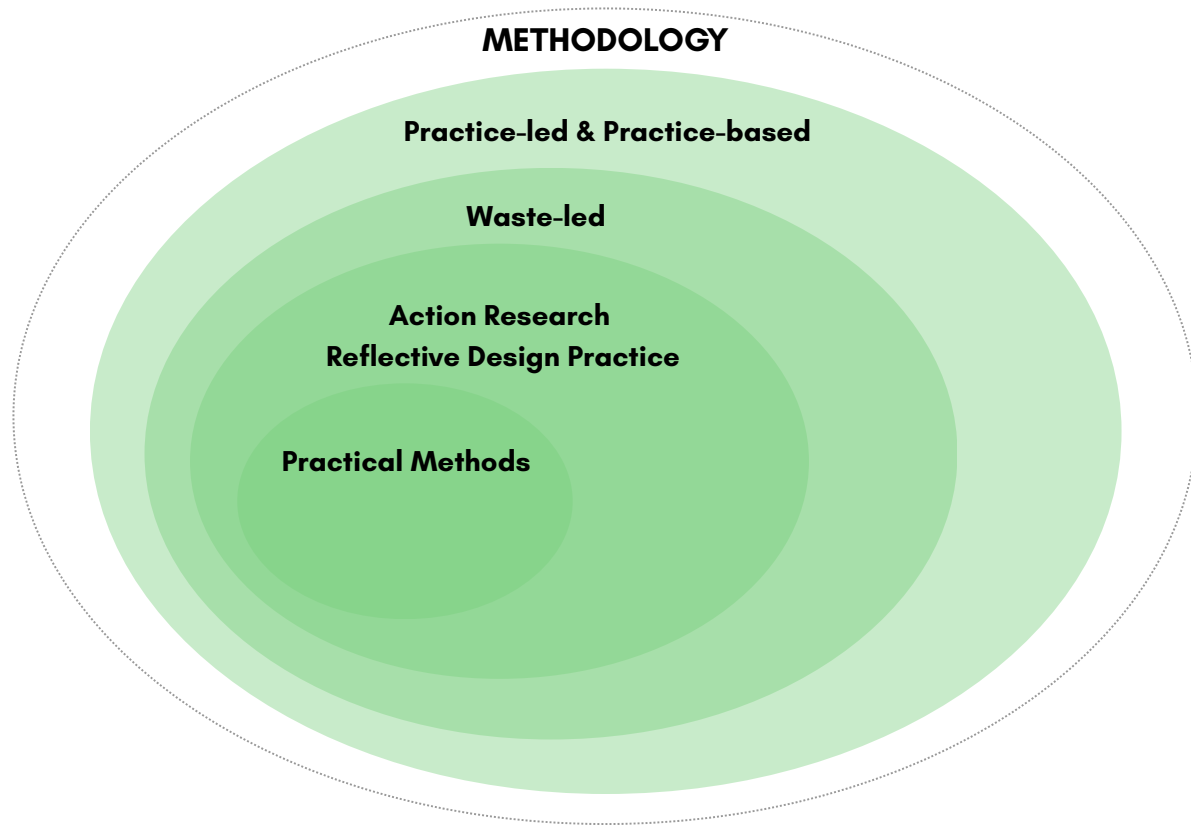 METHODOLOGY
Practice-led & Practice-based
Waste-led
Action Research
Reflective Design Practice
Practical Methods